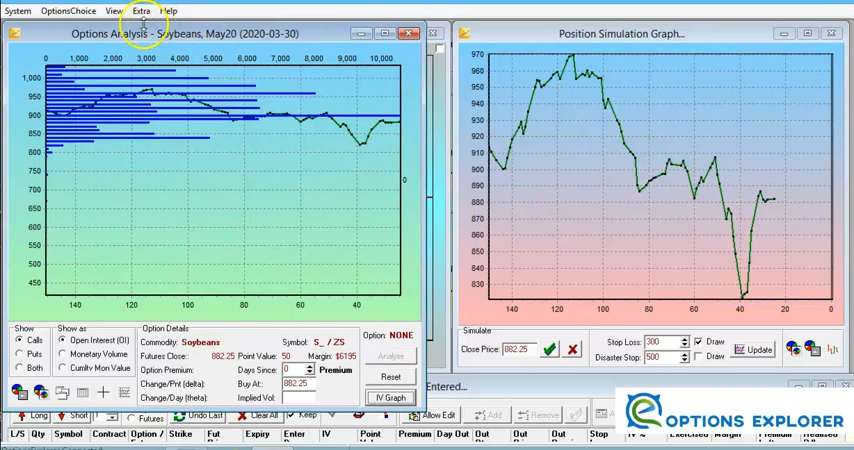 System OptionsChoice View Extra Help
Options Analysis - Soybeans, May20 (2020-03-30)
0 1,000 2,000 3,000 4,000 5,000 6,000 7,000 8,000 9,000 10,000
1,000
950
900
850
800
750
700
650
600
550
500
450
0
140 120 100 80 60 40
Show
Calls
Puts
Both
Show as
Open Interest (OI)
Monetary Volume
Cumltv Mon Value
Option Details
Commodity: Soybeans Symbol: S_ / ZS
Futures Close: 882.25 Point Value: 50 Margin: $6195
Option Premium: Days Since: 0 Premium
Change/Pnt (delta): Buy At: 882.25
Change/Day (theta): Implied Vol:
Option: NONE
Analyse
Reset
IV Graph
Position Simulation Graph...
970
960
950
940
930
920
910
900
890
880
870
860
850
840
830
140 120 100 80 60 40 20 0
Simulate
Close Price: 882.25
Stop Loss: 300 Draw
Disaster Stop: 500 Draw
Update
Entered...
Long Short 1 Futures Undo Last Clear All Keep Allow Edit Add Remove
L/S Qty Symbol Contract Option / Strike Fut Expiry Enter IV Point Premium Day Out Out Out Stop IV % Exercised Margin Fut Realised
OPTIONS EXPLORER